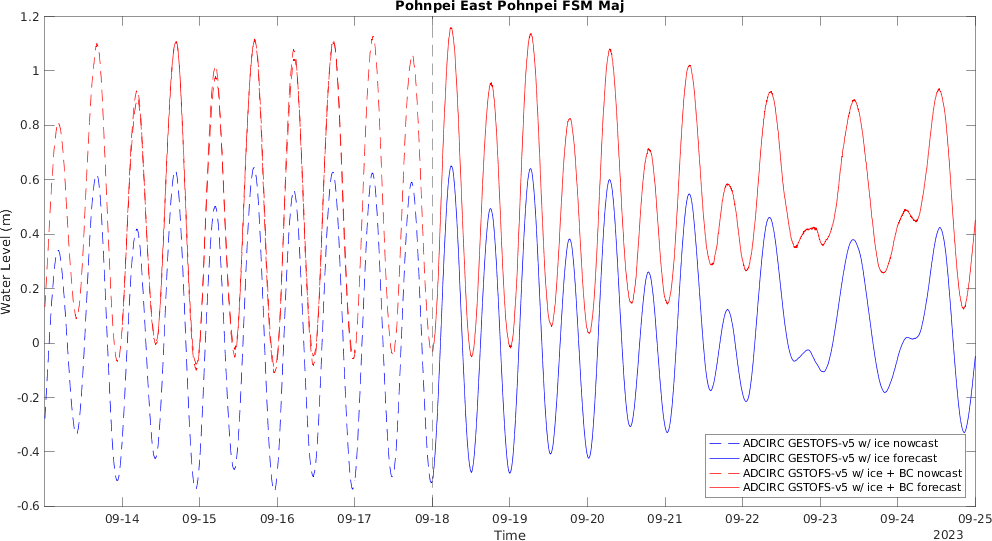 Pohnpei East Pohnpei FSM Maj
Water Level (m)
1.2
1
0.8
0.6
0.4
0.2
0
-0.2
-0.4
-0.6
ADCIRC GESTOFS-v5 w/ ice nowcast
ADCIRC GESTOFS-v5 w/ ice forecast
ADCIRC GSTOFS-v5 w/ ice + BC nowcast
ADCIRC GSTOFS-v5 w/ ice + BC forecast
09-14 09-15 09-16 09-17 09-18 09-19 09-20 09-21 09-22 09-23 09-24 09-25
Time
2023